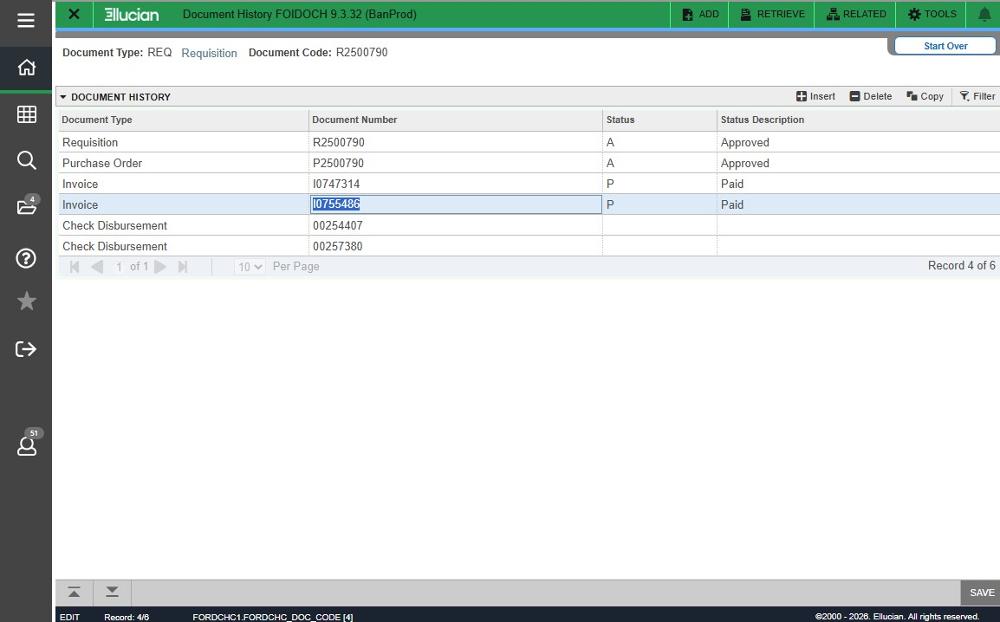 Ellucian Document History FOIDOCH 9.3.32 (BanProd) ADD RETRIEVE RELATED TOOLS
Document Type: REQ Requisition Document Code: R2500790 Start Over
DOCUMENT HISTORY Insert Delete Copy Filter
Document Type Document Number Status Status Description
Requisition R2500790 A Approved
Purchase Order P2500790 A Approved
Invoice I0747314 P Paid
Invoice I0755486 P Paid
Check Disbursement 00254407
Check Disbursement 00257380
1 of 1 10 Per Page Record 4 of 6
4
51
SAVE
EDIT Record: 4/6 FORDCHC1.FORDCHC_DOC_CODE [4] ©2000 - 2026. Ellucian. All rights reserved.